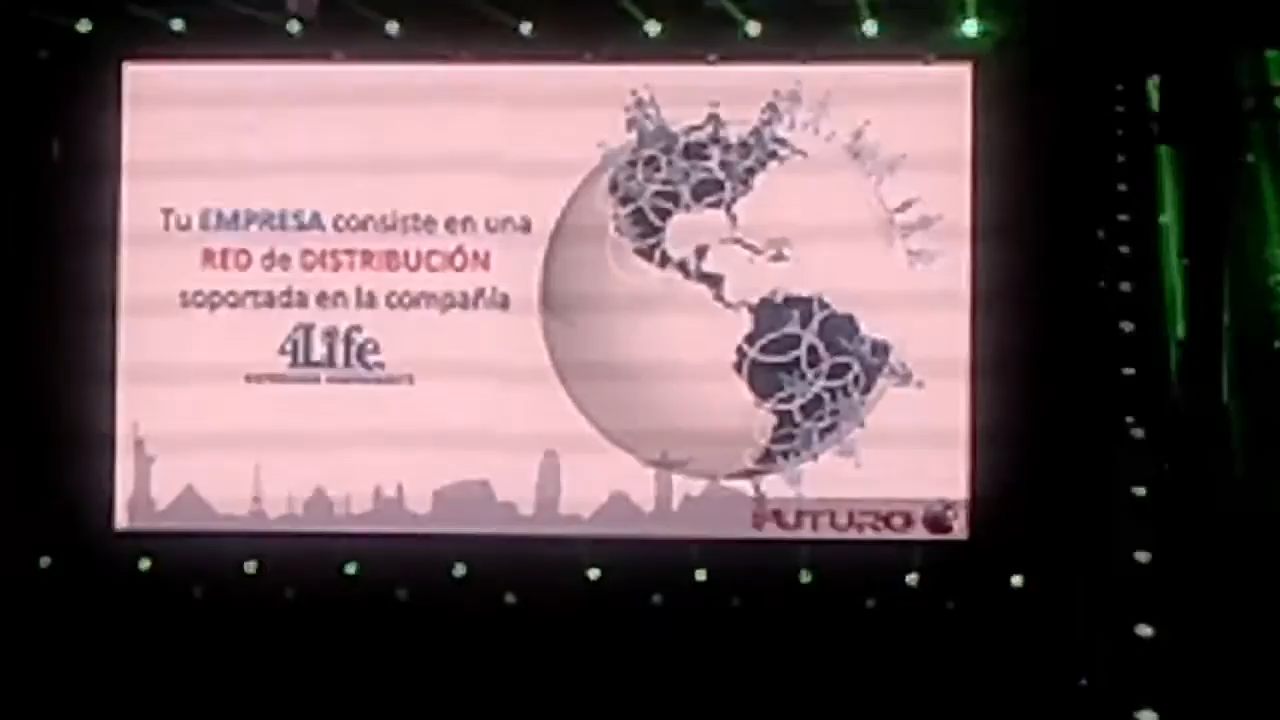 Tu EMPRESA consiste en una
RED de DISTRIBUCIÓN
soportada en la compañía
4Life
FUTURO